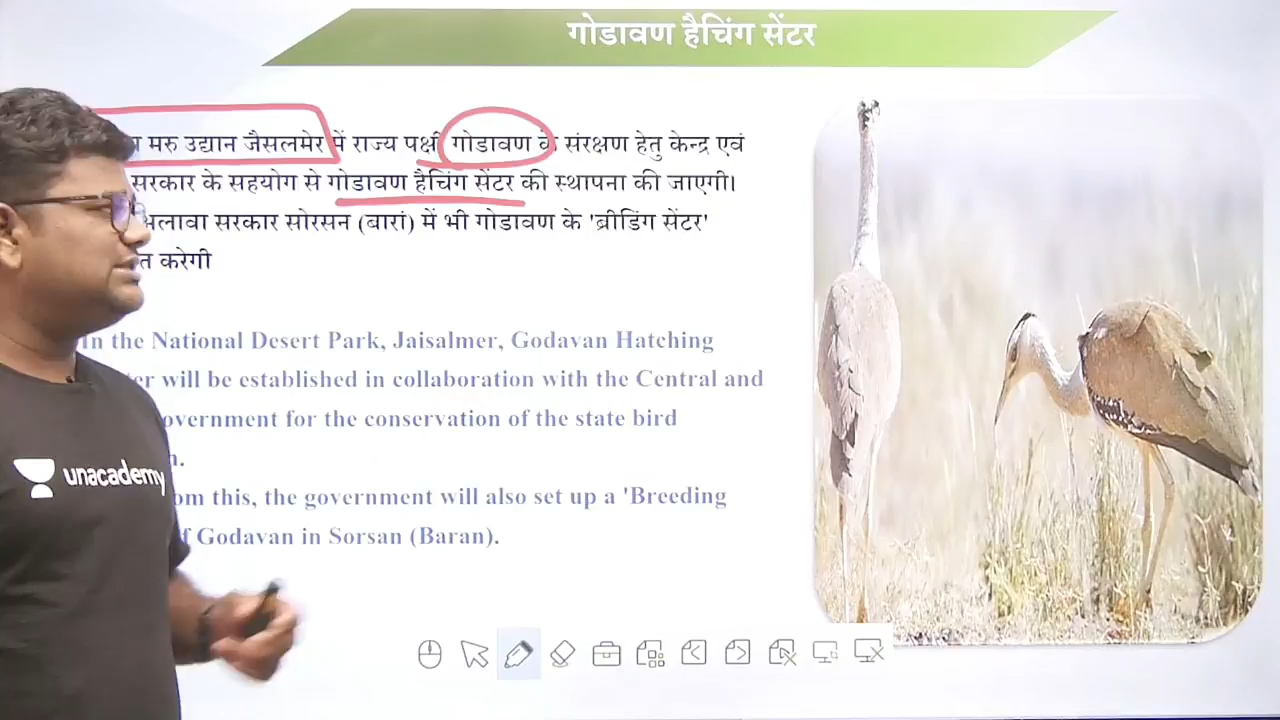 गोडावण हैचिंग सेंटर
मरु उद्यान जैसलमेर में राज्य पक्षी गोडावण के संरक्षण हेतु केन्द्र एवं
सरकार के सहयोग से गोडावण हैचिंग सेंटर की स्थापना की जाएगी।
अलावा सरकार सोरसन (बारां) में भी गोडावण के 'ब्रीडिंग सेंटर'
त करेगी
In the National Desert Park, Jaisalmer, Godavan Hatching
ter will be established in collaboration with the Central and
overnment for the conservation of the state bird
n.
om this, the government will also set up a 'Breeding
f Godavan in Sorsan (Baran).
unacademy